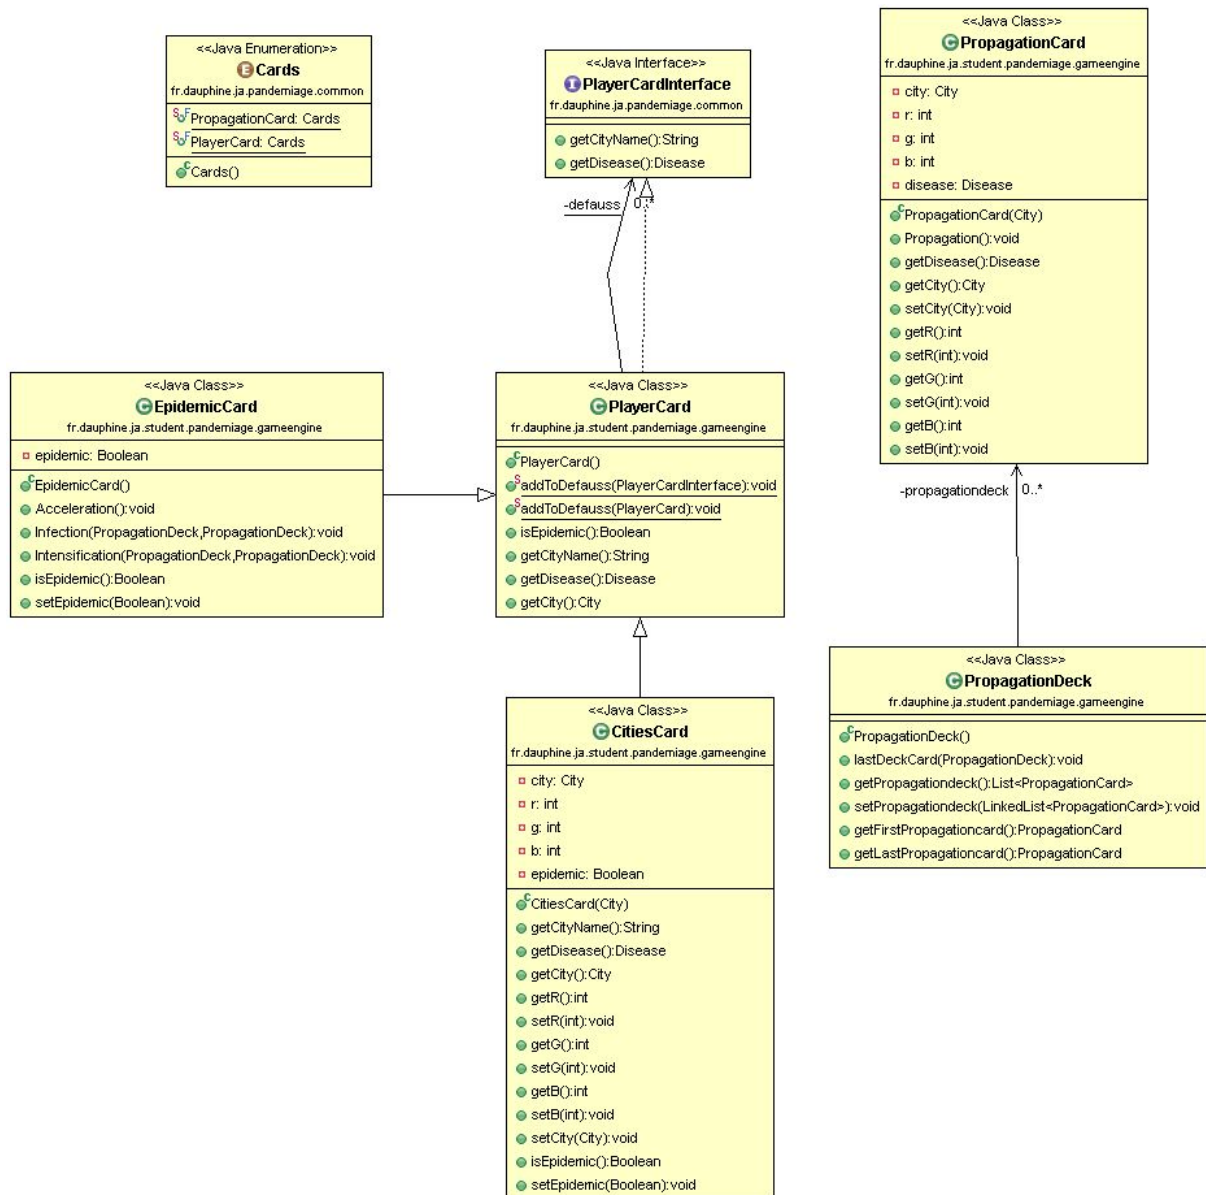 <<Java Enumeration>>
Cards
fr.dauphine.ja.pandemiage.common
PropagationCard: Cards
PlayerCard: Cards
Cards()
<<Java Interface>>
PlayerCardInterface
fr.dauphine.ja.pandemiage.common
getCityName():String
getDisease():Disease
<<Java Class>>
PropagationCard
fr.dauphine.ja.student.pandemiage.gameengine
city: City
r: int
g: int
b: int
disease: Disease
PropagationCard(City)
Propagation():void
getDisease():Disease
getCity():City
setCity(City):void
getR():int
setR(int):void
getG():int
setG(int):void
getB():int
setB(int):void
-defauss 0..*
<<Java Class>>
EpidemicCard
fr.dauphine.ja.student.pandemiage.gameengine
epidemic: Boolean
EpidemicCard()
Acceleration():void
Infection(PropagationDeck,PropagationDeck):void
Intensification(PropagationDeck,PropagationDeck):void
isEpidemic():Boolean
setEpidemic(Boolean):void
<<Java Class>>
PlayerCard
fr.dauphine.ja.student.pandemiage.gameengine
PlayerCard()
addToDefauss(PlayerCardInterface):void
addToDefauss(PlayerCard):void
isEpidemic():Boolean
getCityName():String
getDisease():Disease
getCity():City
-propagationdeck 0..*
<<Java Class>>
PropagationDeck
fr.dauphine.ja.student.pandemiage.gameengine
PropagationDeck()
lastDeckCard(PropagationDeck):void
getPropagationdeck():List<PropagationCard>
setPropagationdeck(LinkedList<PropagationCard>):void
getFirstPropagationcard():PropagationCard
getLastPropagationcard():PropagationCard
<<Java Class>>
CitiesCard
fr.dauphine.ja.student.pandemiage.gameengine
city: City
r: int
g: int
b: int
epidemic: Boolean
CitiesCard(City)
getCityName():String
getDisease():Disease
getCity():City
getR():int
setR(int):void
getG():int
setG(int):void
getB():int
setB(int):void
setCity(City):void
isEpidemic():Boolean
setEpidemic(Boolean):void